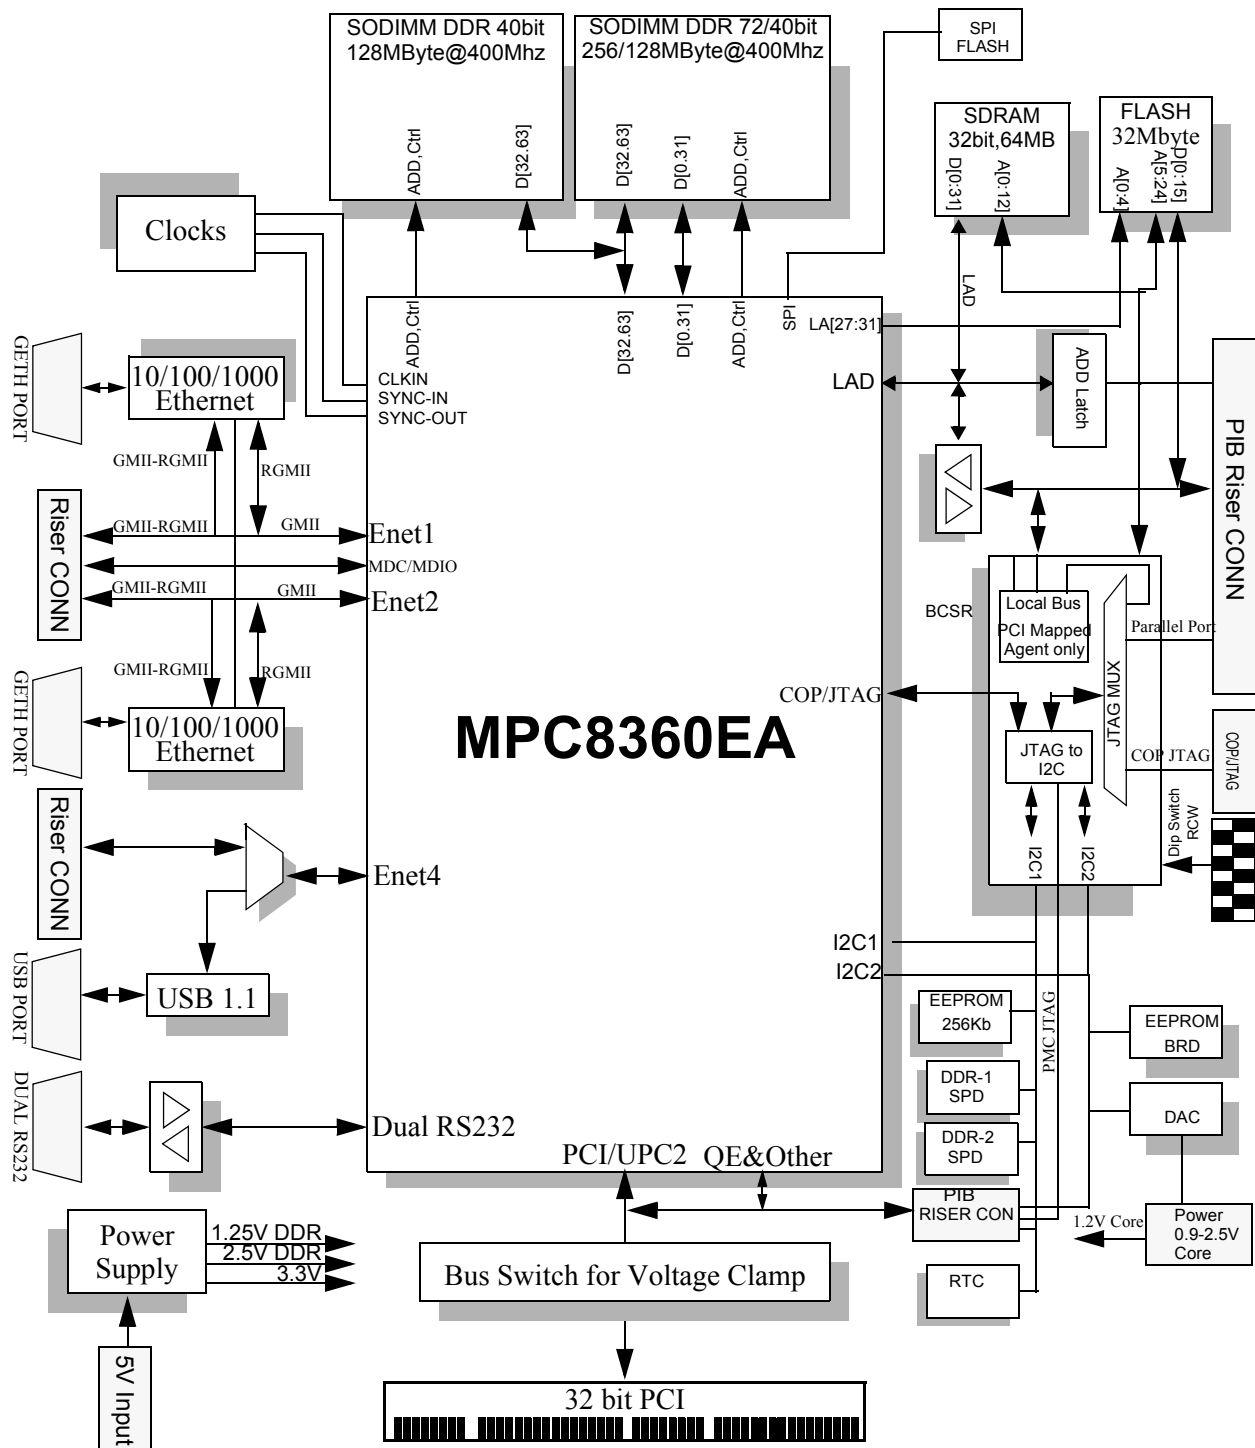 SODIMM DDR 40bit
128MByte@400Mhz
ADD,Ctrl
D[32.63]
SODIMM DDR 72/40bit
256/128MByte@400Mhz
D[32.63]
D[0.31]
ADD,Ctrl
SPI
FLASH
SDRAM
32bit,64MB
D[0:31]
A[0:12]
FLASH
32Mbyte
A[0:4]
A[5:24]
D[0:15]
Clocks
ADD,Ctrl
D[32.63]
D[0.31]
ADD,Ctrl
SPI
LA[27:31]
LAD
LAD
ADD Latch
PIB Riser CONN
CLKIN
SYNC-IN
SYNC-OUT
GETH PORT
10/100/1000
Ethernet
GMII-RGMII
RGMII
Riser CONN
GMII-RGMII
GMII
Enet1
MDC/MDIO
GMII-RGMII
GMII
Enet2
GMII-RGMII
RGMII
GETH PORT
10/100/1000
Ethernet
MPC8360EA
BCSR
Local Bus
PCI Mapped
Agent only
JTAG MUX
Parallel Port
COP/JTAG
JTAG to
I2C
COP JTAG
COP/JTAG
Dip Switch
RCW
I2C1
I2C2
Riser CONN
Enet4
USB PORT
USB 1.1
I2C1
I2C2
EEPROM
256Kb
PMC JTAG
EEPROM
BRD
DDR-1
SPD
DAC
DDR-2
SPD
DUAL RS232
Dual RS232
PCI/UPC2
QE&Other
PIB
RISER CON
1.2V Core
Power
0.9-2.5V
Core
RTC
Power
Supply
1.25V DDR
2.5V DDR
3.3V
5V Input
Bus Switch for Voltage Clamp
32 bit PCI